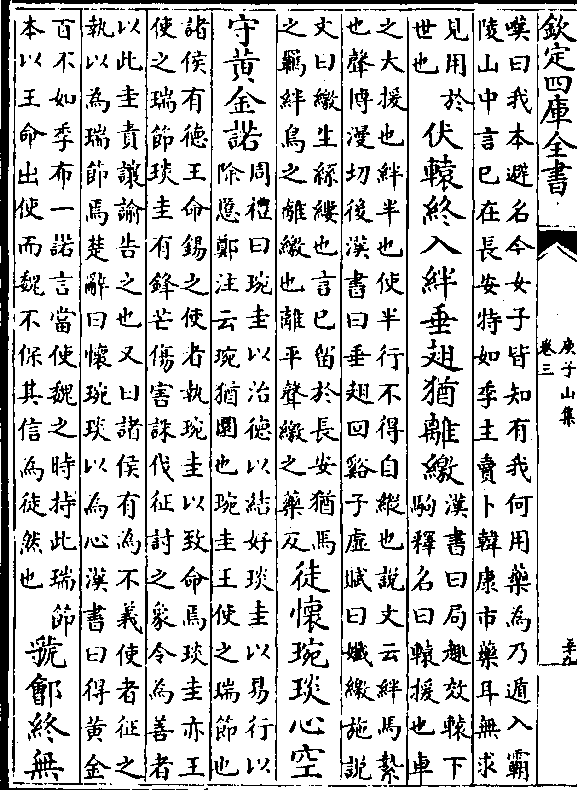 欽定四庫全書
庾子山集
卷三
嘆曰我本避名今女子皆知有我何用藥為乃遁入霸
陵山中言已在長安特如季主賣卜韓康市藥耳無求
見用於
世也
伏轅終入絆垂翅猶離繳
漢書曰局趣效轅下
駒釋名曰轅援也車
之大援也絆半也使半行不得自縱也說文云絆馬縶
也聲博漫切後漢書曰垂翅回谿子虛賦曰孅繳施說
文曰繳生絲縷也言已留於長安猶馬
之羈絆鳥之離繳也離平聲繳之藥反
徒懷琬琰心空
守黃金諾
周禮曰琬圭以治德以結好琰圭以易行以
除慝鄭注云琬猶圜也琬圭王使之瑞節也
諸侯有德王命錫之使者執琬圭以致命焉琰圭亦王
使之瑞節琰圭有鋒芒傷害誅伐征討之象令為善者
以此圭責讓諭告之也又曰諸侯有為不義使者征之
執以為瑞節焉楚辭曰懷琬琰以為心漢書曰得黃金
百不如季布一諾言當使魏之時持此瑞節
本以王命出使而魏不保其信為徒然也
虢鄶終無